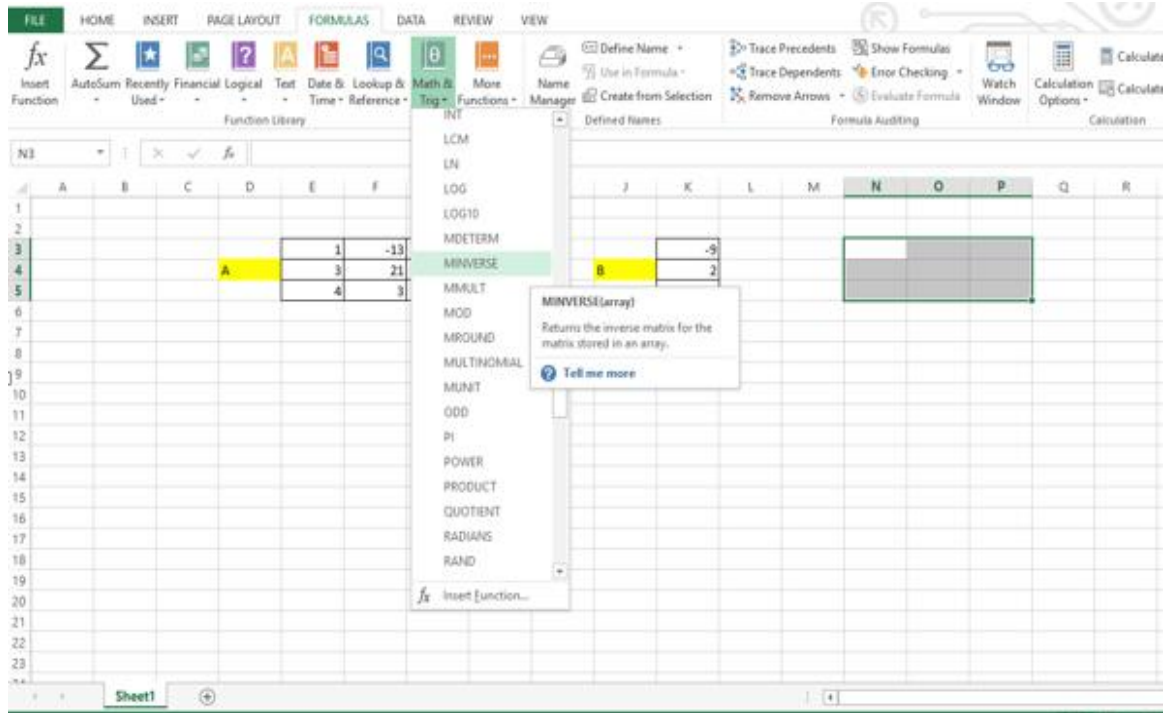 FILE HOME INSERT PAGE LAYOUT FORMULAS DATA REVIEW VIEW
fx Insert Function
Σ AutoSum
Recently Used
Financial
Logical
Text
Date & Time
Lookup & Reference
Math & Trig
More Functions
Function Library
Name Manager
Define Name
Use in Formula
Create from Selection
Defined Names
Trace Precedents
Trace Dependents
Remove Arrows
Show Formulas
Error Checking
Evaluate Formula
Formula Auditing
Watch Window
Calculation Options
Calculate
Calculate
Calculation
N3 fx
A B C D E F J K L M N O P Q R
1
2
3 1 -13 -9
4 A 3 21 B 2
5 4 3
6
7
8
9
10
11
12
13
14
15
16
17
18
19
20
21
22
23
INT
LCM
LN
LOG
LOG10
MDETERM
MINVERSE
MMULT
MOD
MROUND
MULTINOMIAL
MUNIT
ODD
PI
POWER
PRODUCT
QUOTIENT
RADIANS
RAND
fx Insert Function...
MINVERSE(array)
Returns the inverse matrix for the
matrix stored in an array.
Tell me more
Sheet1